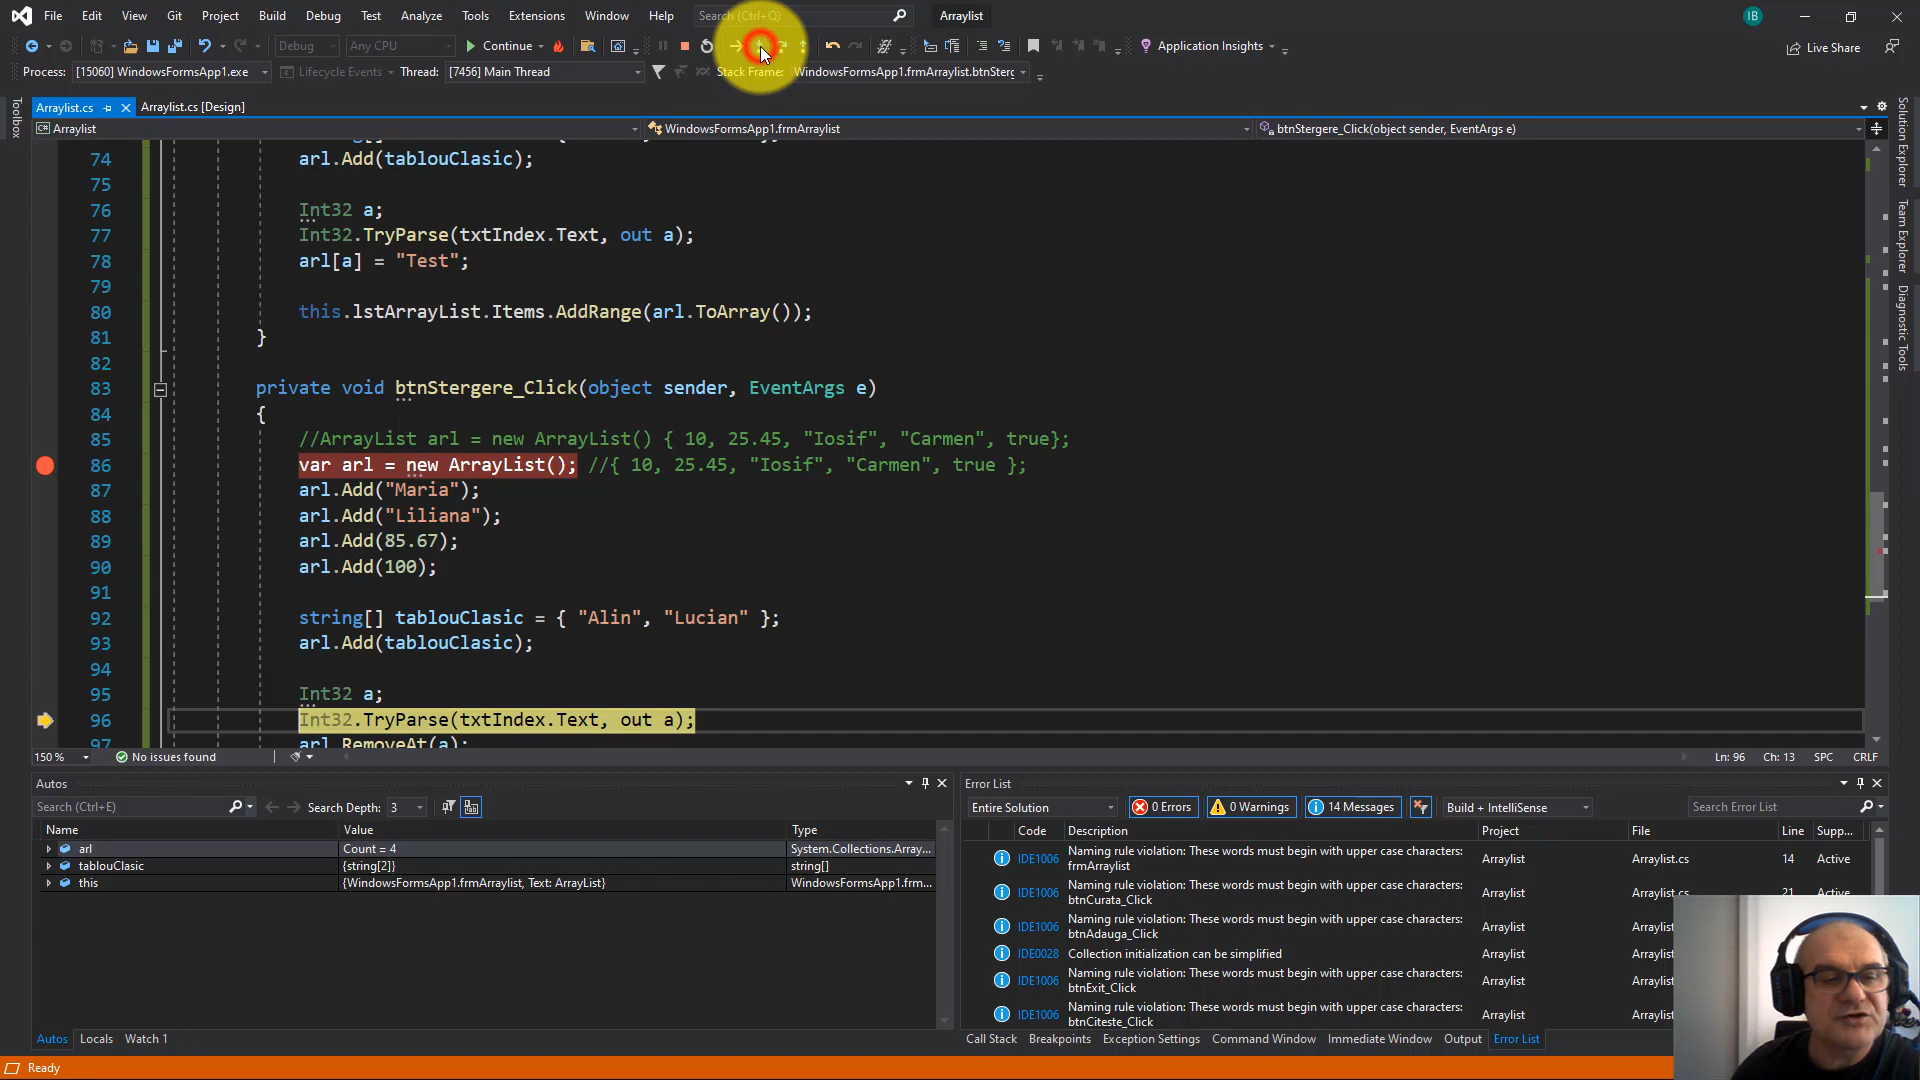 File Edit View Git Project Build Debug Test Analyze Tools Extensions Window Help Search (Ctrl+Q) Arraylist IB
Debug Any CPU Continue Application Insights Live Share
Process: [15060] WindowsFormsApp1.exe Lifecycle Events Thread: [7456] Main Thread Stack Frame: WindowsFormsApp1.frmArraylist.btnSterg
Toolbox
Arraylist.cs Arraylist.cs [Design]
Arraylist WindowsFormsApp1.frmArraylist btnStergere_Click(object sender, EventArgs e)
74 arl.Add(tablouClasic);
75
76 Int32 a;
77 Int32.TryParse(txtIndex.Text, out a);
78 arl[a] = "Test";
79
80 this.lstArrayList.Items.AddRange(arl.ToArray());
81 }
82
83 private void btnStergere_Click(object sender, EventArgs e)
84 {
85 //ArrayList arl = new ArrayList() { 10, 25.45, "Iosif", "Carmen", true};
86 var arl = new ArrayList(); //{ 10, 25.45, "Iosif", "Carmen", true };
87 arl.Add("Maria");
88 arl.Add("Liliana");
89 arl.Add(85.67);
90 arl.Add(100);
91
92 string[] tablouClasic = { "Alin", "Lucian" };
93 arl.Add(tablouClasic);
94
95 Int32 a;
96 Int32.TryParse(txtIndex.Text, out a);
97 arl.RemoveAt(a);
150 % No issues found Ln: 96 Ch: 13 SPC CRLF
Solution Explorer
Team Explorer
Diagnostic Tools
Autos
Search (Ctrl+E) Search Depth: 3
Name Value Type
arl Count = 4 System.Collections.Array...
tablouClasic {string[2]} string[]
this {WindowsFormsApp1.frmArraylist, Text: ArrayList} WindowsFormsApp1.frm...
Autos Locals Watch 1
Error List
Entire Solution 0 Errors 0 Warnings 14 Messages Build + IntelliSense Search Error List
Code Description Project File Line Supp...
IDE1006 Naming rule violation: These words must begin with upper case characters: frmArraylist Arraylist Arraylist.cs 14 Active
IDE1006 Naming rule violation: These words must begin with upper case characters: btnCurata_Click Arraylist Arraylist.cs 21 Active
IDE1006 Naming rule violation: These words must begin with upper case characters: btnAdauga_Click Arraylist Arraylist
IDE0028 Collection initialization can be simplified Arraylist Arraylist
IDE1006 Naming rule violation: These words must begin with upper case characters: btnExit_Click Arraylist Arraylist
IDE1006 Naming rule violation: These words must begin with upper case characters: btnCiteste_Click Arraylist Arraylist
Call Stack Breakpoints Exception Settings Command Window Immediate Window Output Error List
Ready